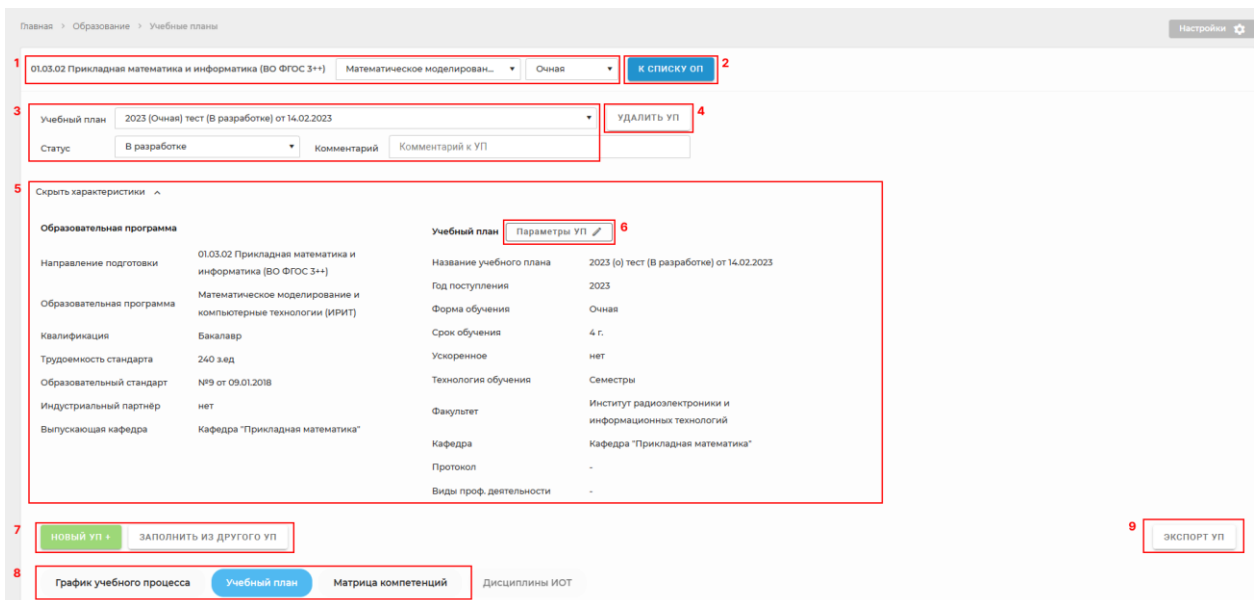 Главная > Образование > Учебные планы
Настройки
1
01.03.02 Прикладная математика и информатика (ВО ФГОС 3++) Математическое моделирован... Очная К СПИСКУ ОП 2
3
Учебный план 2023 (Очная) тест (В разработке) от 14.02.2023 УДАЛИТЬ УП 4
Статус В разработке Комментарий Комментарий к УП
5 Скрыть характеристики
Образовательная программа
Направление подготовки 01.03.02 Прикладная математика и
информатика (ВО ФГОС 3++)
Образовательная программа Математическое моделирование и
компьютерные технологии (ИРИТ)
Квалификация Бакалавр
Трудоемкость стандарта 240 з.ед
Образовательный стандарт №9 от 09.01.2018
Индустриальный партнёр нет
Выпускающая кафедра Кафедра "Прикладная математика"
Учебный план Параметры УП 6
Название учебного плана 2023 (о) тест (В разработке) от 14.02.2023
Год поступления 2023
Форма обучения Очная
Срок обучения 4 г.
Ускоренное нет
Технология обучения Семестры
Факультет Институт радиоэлектроники и
информационных технологий
Кафедра Кафедра "Прикладная математика"
Протокол -
Виды проф. деятельности -
7 НОВЫЙ УП + ЗАПОЛНИТЬ ИЗ ДРУГОГО УП 9 ЭКСПОРТ УП
8 График учебного процесса Учебный план Матрица компетенций Дисциплины ИОТ